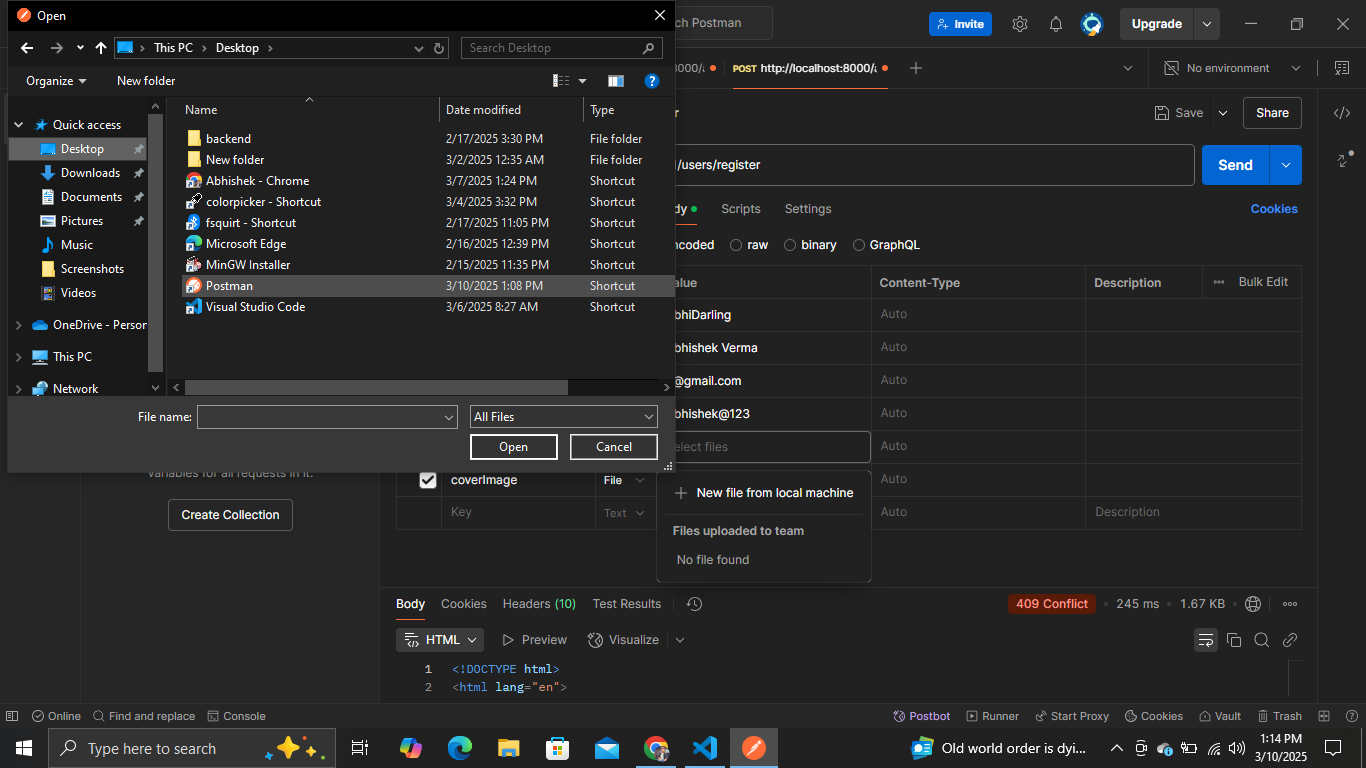 Open
This PC
Desktop
Search Desktop
Organize
New folder
Name
Date modified
Type
Quick access
Desktop
Downloads
Documents
Pictures
Music
Screenshots
Videos
OneDrive - Person
This PC
Network
backend 2/17/2025 3:30 PM File folder
New folder 3/2/2025 12:35 AM File folder
Abhishek - Chrome 3/7/2025 1:24 PM Shortcut
colorpicker - Shortcut 3/4/2025 3:32 PM Shortcut
fsquirt - Shortcut 2/17/2025 11:05 PM Shortcut
Microsoft Edge 2/16/2025 12:39 PM Shortcut
MinGW Installer 2/15/2025 11:35 PM Shortcut
Postman 3/10/2025 1:08 PM Shortcut
Visual Studio Code 3/6/2025 8:27 AM Shortcut
File name:
All Files
Open
Cancel
ch Postman
Invite
Upgrade
8000/a
POST http://localhost:8000/a
No environment
er
Save
Share
/users/register
Send
dy
Scripts
Settings
Cookies
ncoded
raw
binary
GraphQL
alue
Content-Type
Description
Bulk Edit
bhiDarling Auto
bhishek Verma Auto
@gmail.com Auto
bhishek@123 Auto
elect files Auto
coverImage File Auto
Key Text Auto Description
New file from local machine
Files uploaded to team
No file found
variables for all requests in it.
Create Collection
Body
Cookies
Headers (10)
Test Results
409 Conflict
245 ms
1.67 KB
HTML
Preview
Visualize
1 <!DOCTYPE html>
2 <html lang="en">
Online
Find and replace
Console
Postbot
Runner
Start Proxy
Cookies
Vault
Trash
Type here to search
Old world order is dyi...
1:14 PM
3/10/2025